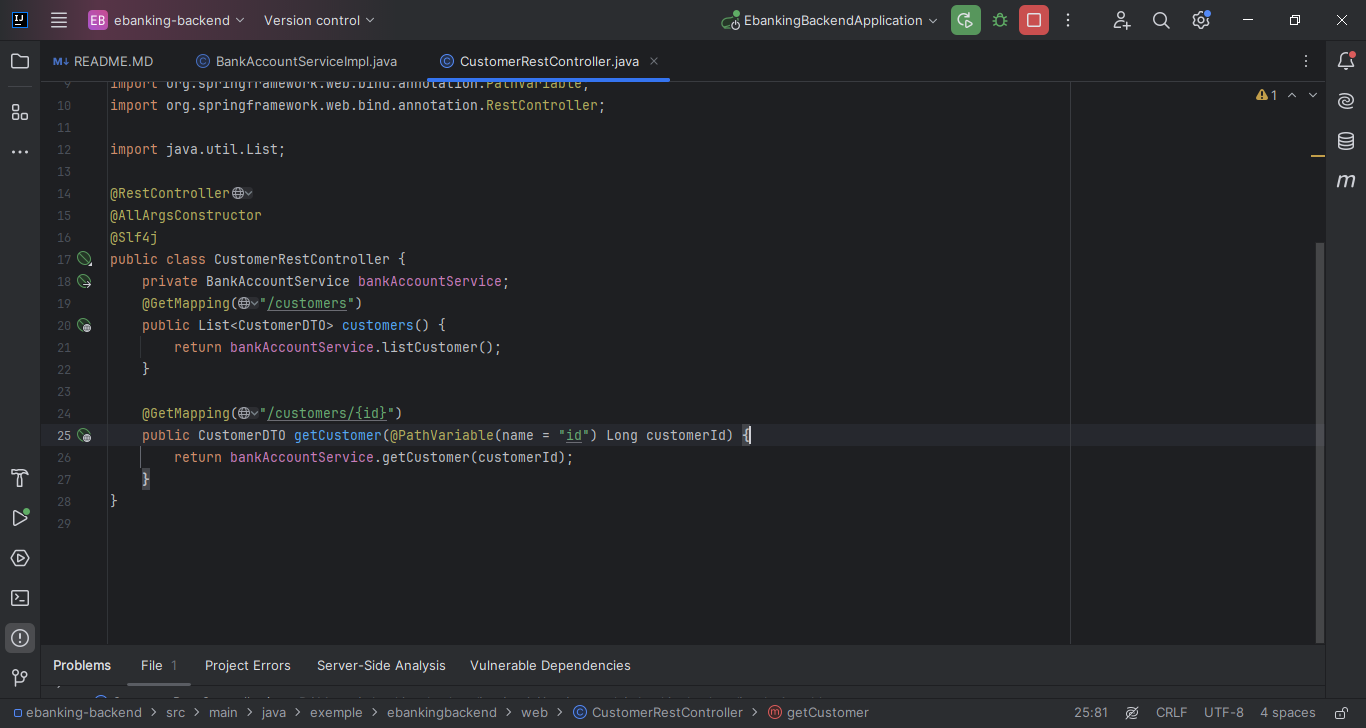 EB ebanking-backend Version control EbankingBackendApplication
M↓ README.MD BankAccountServiceImpl.java CustomerRestController.java
9 import org.springframework.web.bind.annotation.PathVariable;
10 import org.springframework.web.bind.annotation.RestController;
11
12 import java.util.List;
13
14 @RestController
15 @AllArgsConstructor
16 @Slf4j
17 public class CustomerRestController {
18 private BankAccountService bankAccountService;
19 @GetMapping("/customers")
20 public List<CustomerDTO> customers() {
21 return bankAccountService.listCustomer();
22 }
23
24 @GetMapping("/customers/{id}")
25 public CustomerDTO getCustomer(@PathVariable(name = "id") Long customerId) {
26 return bankAccountService.getCustomer(customerId);
27 }
28 }
29
1
Problems File 1 Project Errors Server-Side Analysis Vulnerable Dependencies
ebanking-backend > src > main > java > exemple > ebankingbackend > web > CustomerRestController > getCustomer 25:81 CRLF UTF-8 4 spaces